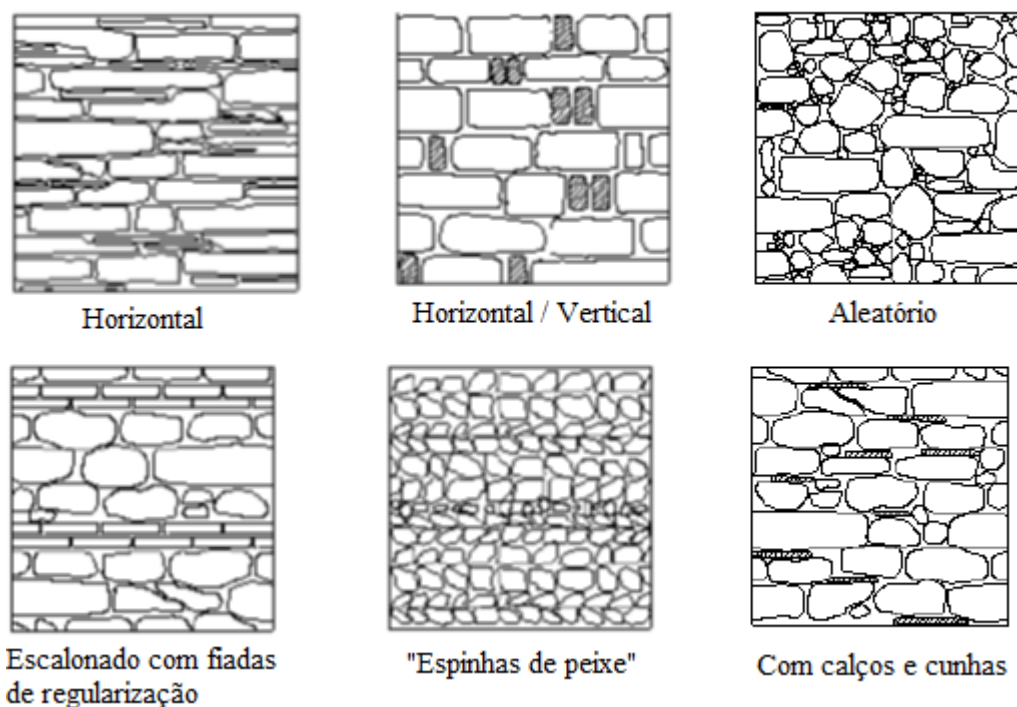 Horizontal
Horizontal / Vertical
Aleatório
Escalonado com fiadas
de regularização
"Espinhas de peixe"
Com calços e cunhas